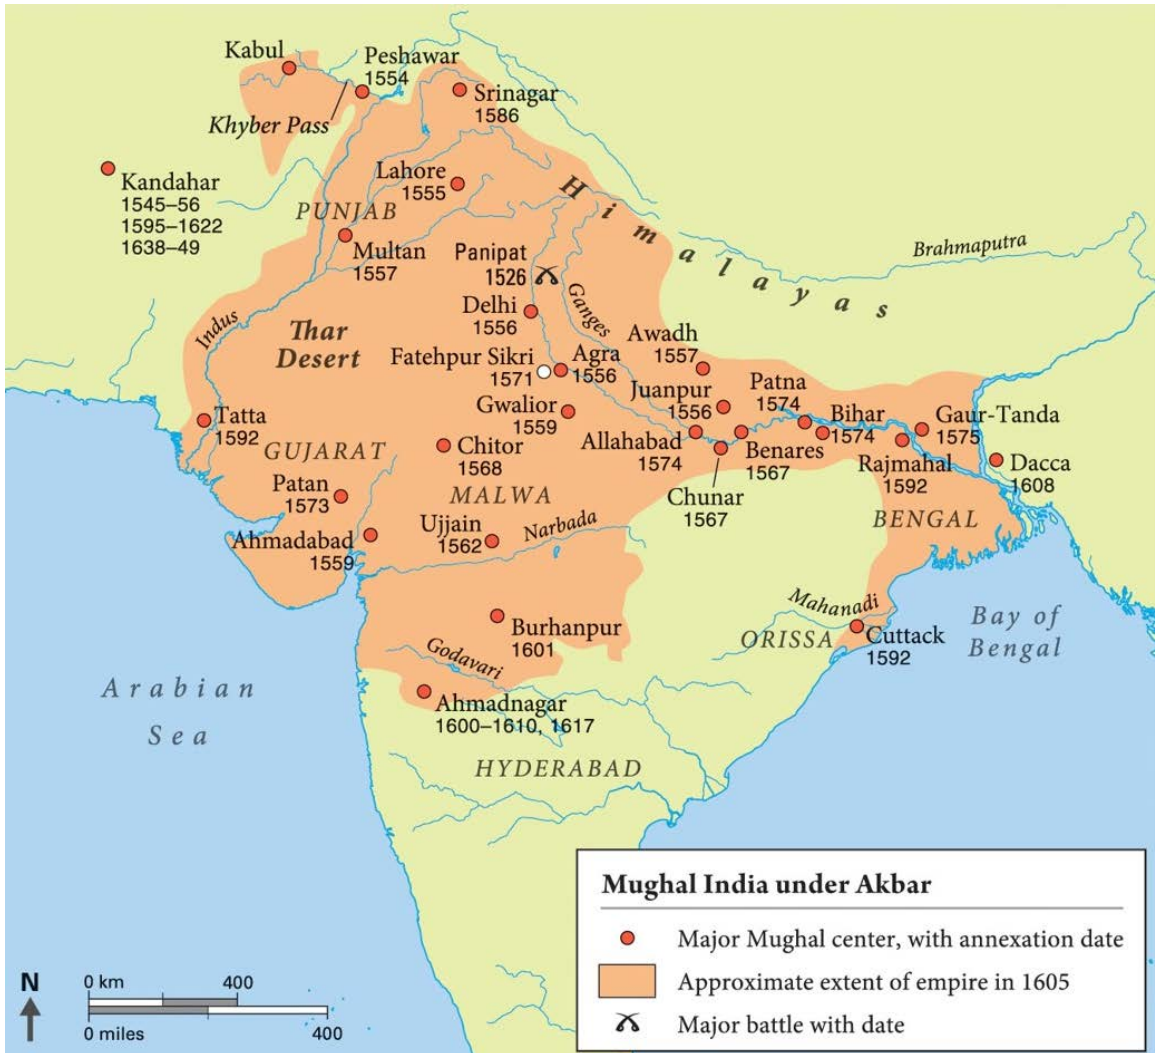 Kabul
Peshawar
1554
Srinagar
1586
Khyber Pass
Kandahar
1545–56
1595–1622
1638–49
Lahore
1555
PUNJAB
Multan
1557
Himalayas
Brahmaputra
Panipat
1526
Delhi
1556
Ganges
Indus
Thar
Desert
Fatehpur Sikri
1571
Agra
1556
Awadh
1557
Juanpur
1556
Patna
1574
Bihar
1574
Gaur-Tanda
1575
Gwalior
1559
Tatta
1592
GUJARAT
Chitor
1568
Allahabad
1574
Benares
1567
Rajmahal
1592
Dacca
1608
Chunar
1567
Patan
1573
MALWA
BENGAL
Ahmadabad
1559
Ujjain
1562
Narbada
Mahanadi
ORISSA
Cuttack
1592
Bay of
Bengal
Burhanpur
1601
Godavari
Ahmadnagar
1600–1610, 1617
Arabian
Sea
HYDERABAD
Mughal India under Akbar
Major Mughal center, with annexation date
Approximate extent of empire in 1605
Major battle with date
N
0 km 400
0 miles 400